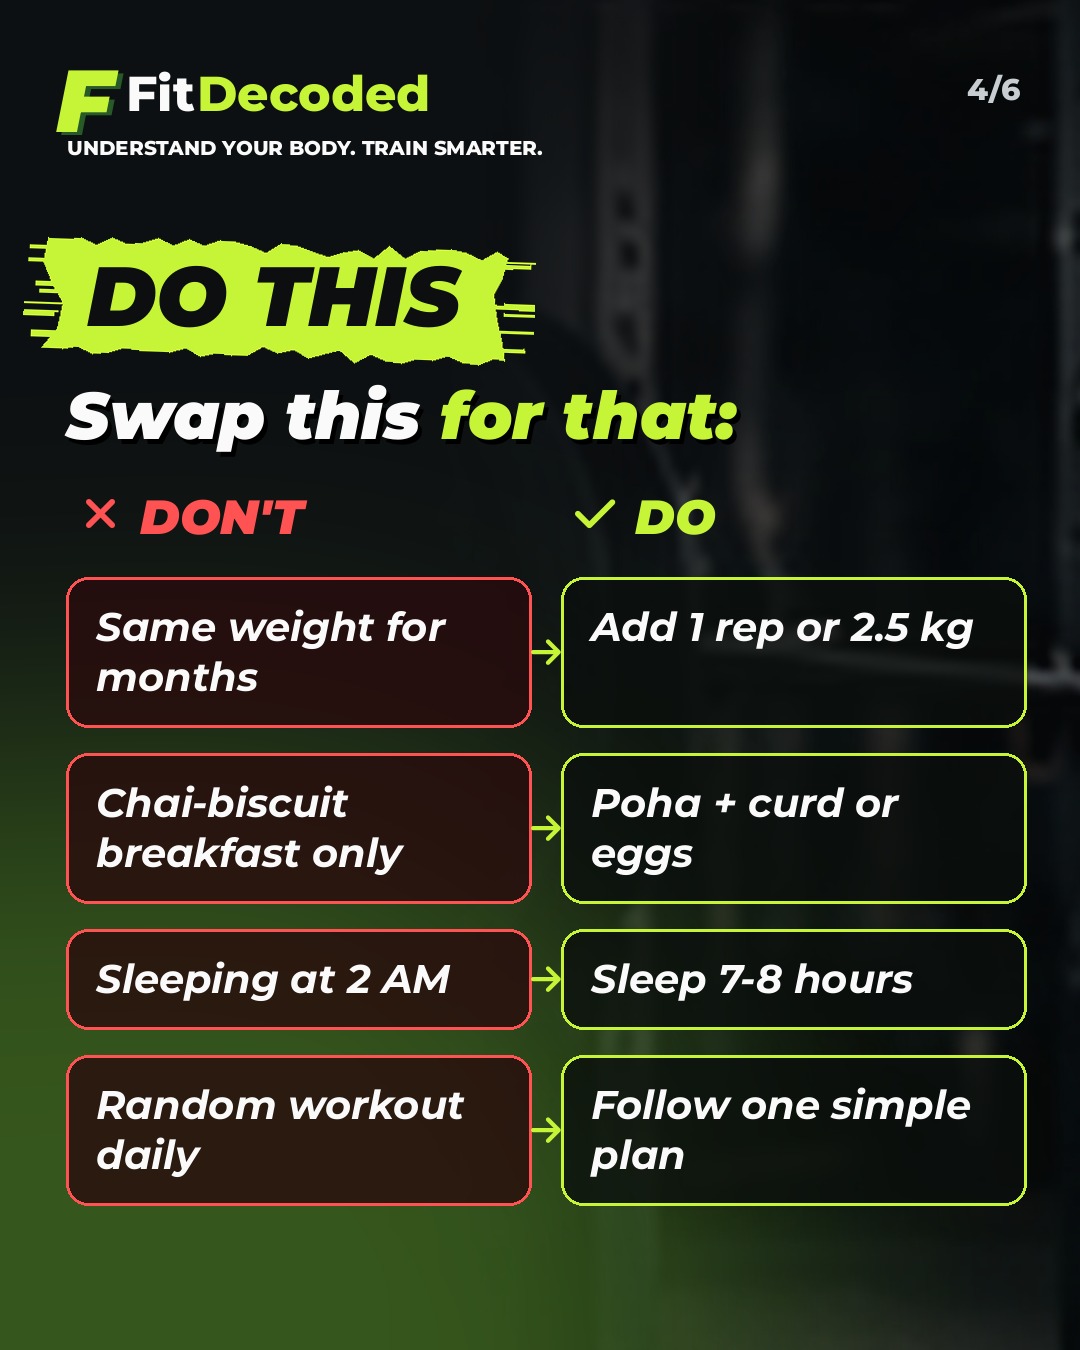 FitDecoded
4/6
UNDERSTAND YOUR BODY. TRAIN SMARTER.
DO THIS
Swap this for that:
DON'T
DO
Same weight for
months
Add 1 rep or 2.5 kg
Chai-biscuit
breakfast only
Poha + curd or
eggs
Sleeping at 2 AM
Sleep 7-8 hours
Random workout
daily
Follow one simple
plan